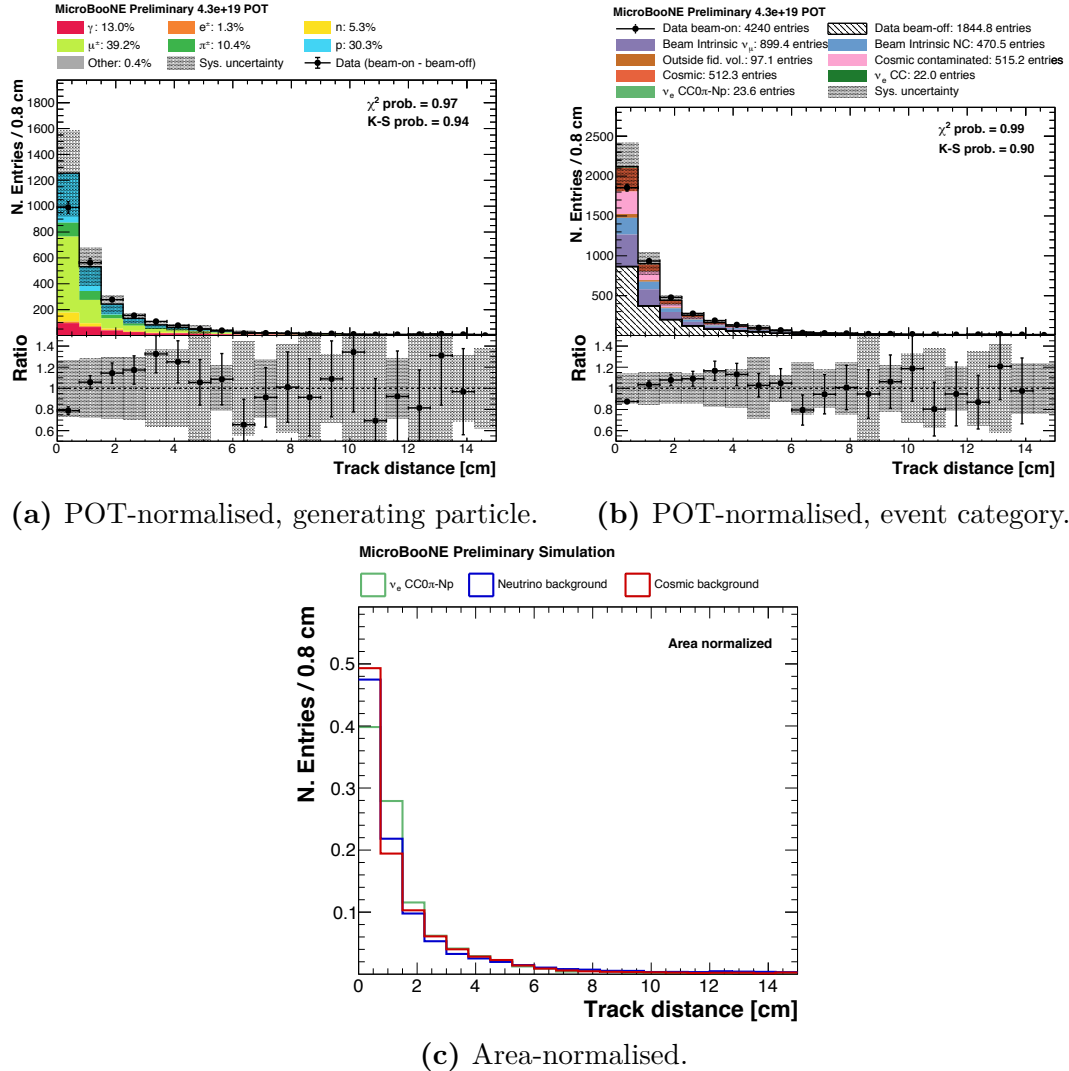 MicroBooNE Preliminary 4.3e+19 POT
γ: 13.0% e±: 1.3% n: 5.3%
μ±: 39.2% π±: 10.4% p: 30.3%
Other: 0.4% Sys. uncertainty Data (beam-on - beam-off)
χ² prob. = 0.97
K-S prob. = 0.94
N. Entries / 0.8 cm
1800
1600
1400
1200
1000
800
600
400
200
Ratio
1.4
1.2
1
0.8
0.6
0 2 4 6 8 10 12 14
Track distance [cm]
(a) POT-normalised, generating particle.
MicroBooNE Preliminary 4.3e+19 POT
Data beam-on: 4240 entries Data beam-off: 1844.8 entries
Beam Intrinsic νμ: 899.4 entries Beam Intrinsic NC: 470.5 entries
Outside fid. vol.: 97.1 entries Cosmic contaminated: 515.2 entries
Cosmic: 512.3 entries νe CC: 22.0 entries
νe CC0π-Np: 23.6 entries Sys. uncertainty
χ² prob. = 0.99
K-S prob. = 0.90
N. Entries / 0.8 cm
2500
2000
1500
1000
500
Ratio
1.4
1.2
1
0.8
0.6
0 2 4 6 8 10 12 14
Track distance [cm]
(b) POT-normalised, event category.
MicroBooNE Preliminary Simulation
νe CC0π-Np Neutrino background Cosmic background
Area normalized
N. Entries / 0.8 cm
0.5
0.4
0.3
0.2
0.1
0 2 4 6 8 10 12 14
Track distance [cm]
(c) Area-normalised.